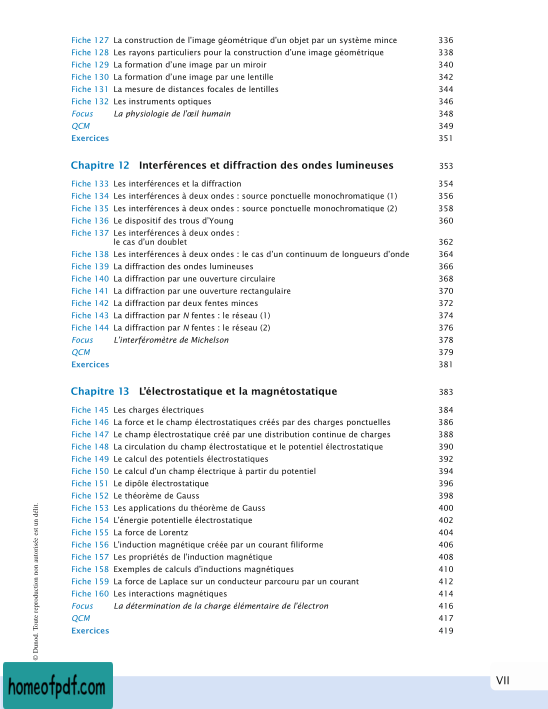 Fiche 127 La construction de l'image géométrique d'un objet par un système mince 336
Fiche 128 Les rayons particuliers pour la construction d'une image géométrique 338
Fiche 129 La formation d'une image par un miroir 340
Fiche 130 La formation d'une image par une lentille 342
Fiche 131 La mesure de distances focales de lentilles 344
Fiche 132 Les instruments optiques 346
Focus La physiologie de l'œil humain 348
QCM 349
Exercices 351
Chapitre 12 Interférences et diffraction des ondes lumineuses 353
Fiche 133 Les interférences et la diffraction 354
Fiche 134 Les interférences à deux ondes : source ponctuelle monochromatique (1) 356
Fiche 135 Les interférences à deux ondes : source ponctuelle monochromatique (2) 358
Fiche 136 Le dispositif des trous d'Young 360
Fiche 137 Les interférences à deux ondes :
le cas d'un doublet 362
Fiche 138 Les interférences à deux ondes : le cas d'un continuum de longueurs d'onde 364
Fiche 139 La diffraction des ondes lumineuses 366
Fiche 140 La diffraction par une ouverture circulaire 368
Fiche 141 La diffraction par une ouverture rectangulaire 370
Fiche 142 La diffraction par deux fentes minces 372
Fiche 143 La diffraction par N fentes : le réseau (1) 374
Fiche 144 La diffraction par N fentes : le réseau (2) 376
Focus L'interféromètre de Michelson 378
QCM 379
Exercices 381
Chapitre 13 L'électrostatique et la magnétostatique 383
Fiche 145 Les charges électriques 384
Fiche 146 La force et le champ électrostatiques créés par des charges ponctuelles 386
Fiche 147 Le champ électrostatique créé par une distribution continue de charges 388
Fiche 148 La circulation du champ électrostatique et le potentiel électrostatique 390
Fiche 149 Le calcul des potentiels électrostatiques 392
Fiche 150 Le calcul d'un champ électrique à partir du potentiel 394
Fiche 151 Le dipôle électrostatique 396
Fiche 152 Le théorème de Gauss 398
Fiche 153 Les applications du théorème de Gauss 400
Fiche 154 L'énergie potentielle électrostatique 402
Fiche 155 La force de Lorentz 404
Fiche 156 L'induction magnétique créée par un courant filiforme 406
Fiche 157 Les propriétés de l'induction magnétique 408
Fiche 158 Exemples de calculs d'inductions magnétiques 410
Fiche 159 La force de Laplace sur un conducteur parcouru par un courant 412
Fiche 160 Les interactions magnétiques 414
Focus La détermination de la charge élémentaire de l'électron 416
QCM 417
Exercices 419
© Dunod. Toute reproduction non autorisée est un délit.
VII
homeofpdf.com